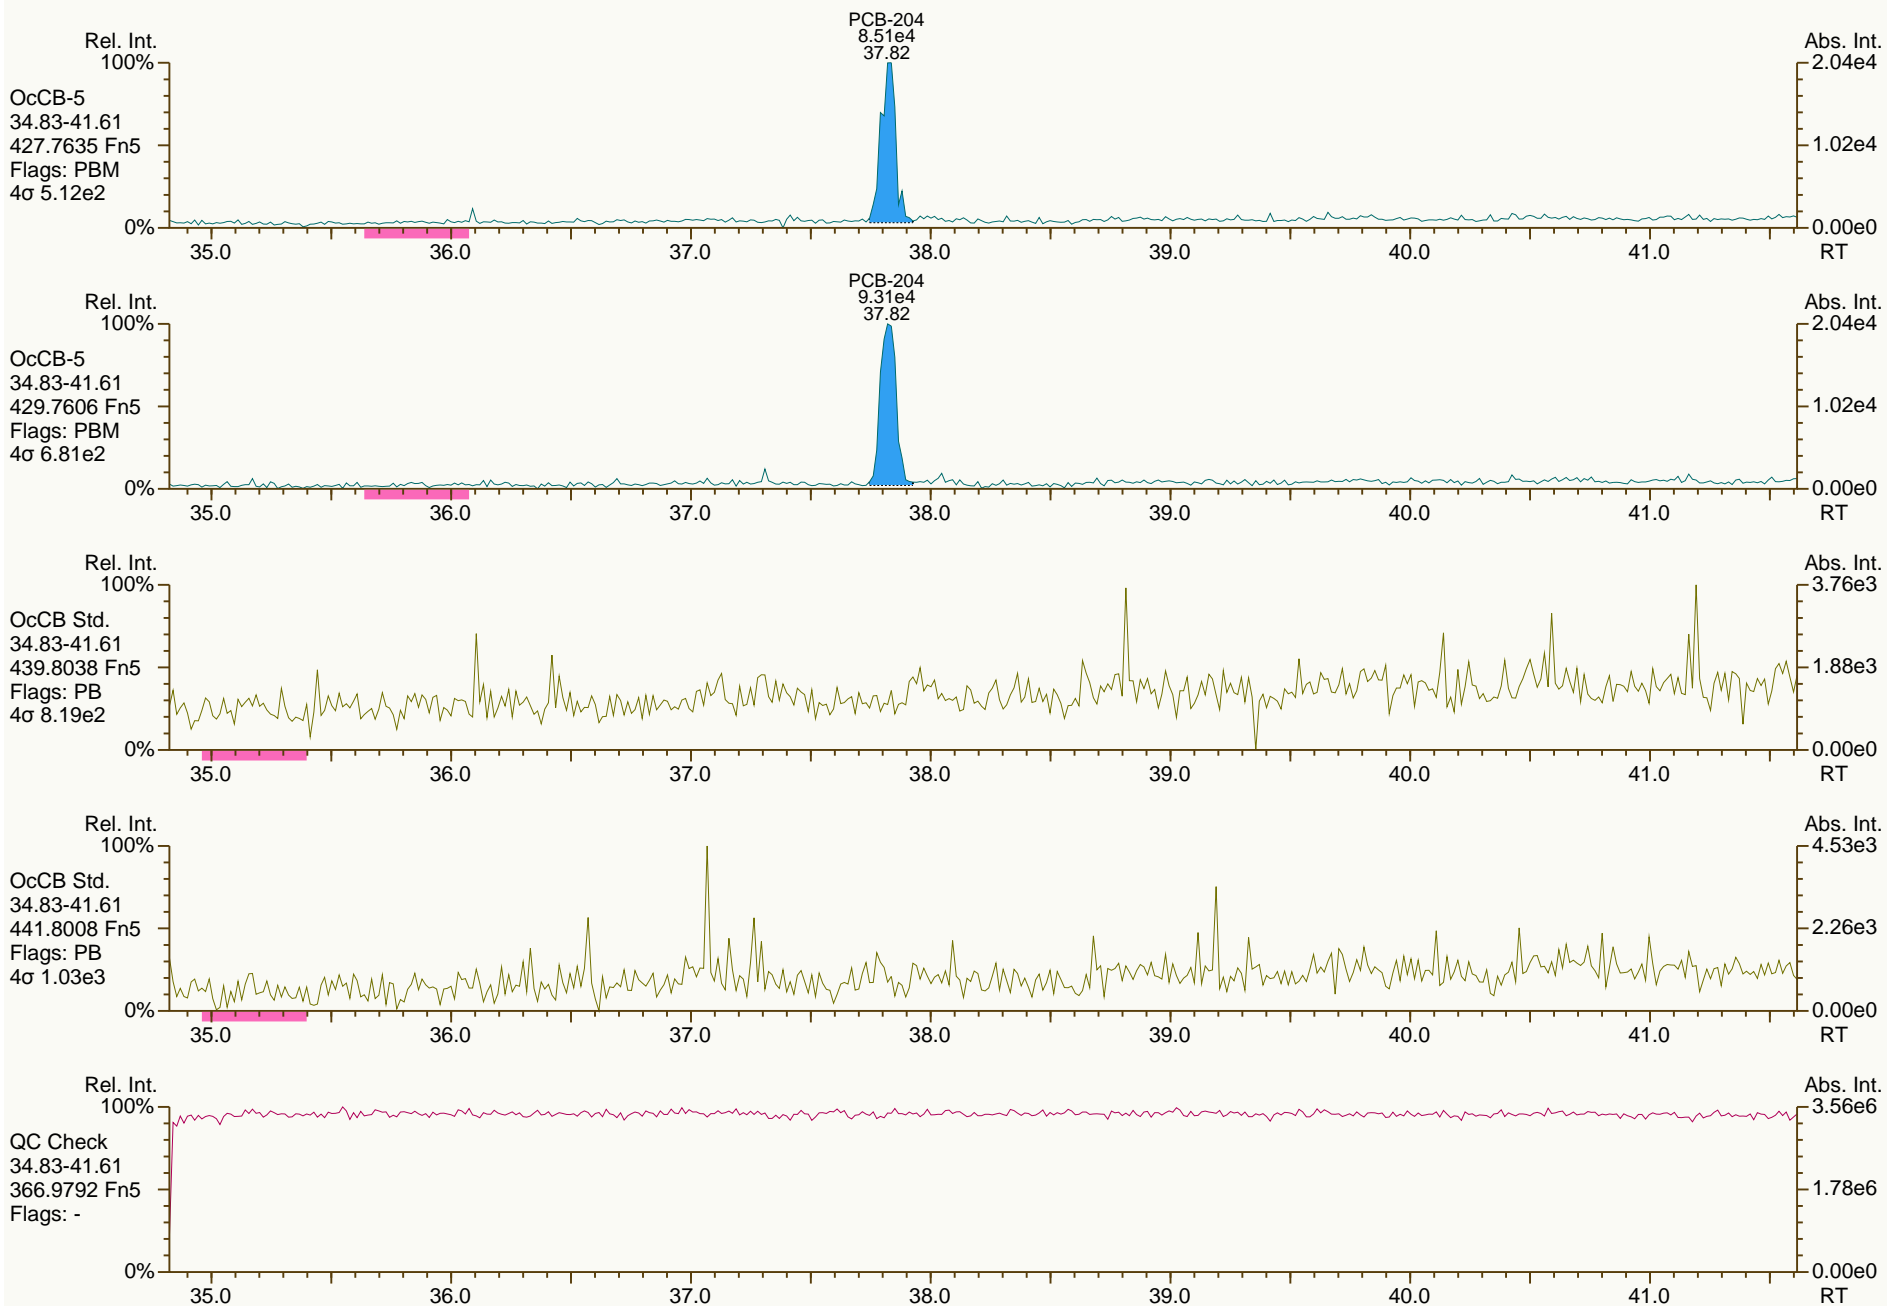 PCB-204
8.51e4
37.82
Rel. Int.
Abs. Int.
100%
2.04e4
OcCB-5
34.83-41.61
427.7635 Fn5
Flags: PBM
4σ 5.12e2
1.02e4
0%
0.00e0
35.0 36.0 37.0 38.0 39.0 40.0 41.0 RT
PCB-204
9.31e4
37.82
Rel. Int.
Abs. Int.
100%
2.04e4
OcCB-5
34.83-41.61
429.7606 Fn5
Flags: PBM
4σ 6.81e2
1.02e4
0%
0.00e0
35.0 36.0 37.0 38.0 39.0 40.0 41.0 RT
Rel. Int.
Abs. Int.
100%
3.76e3
OcCB Std.
34.83-41.61
439.8038 Fn5
Flags: PB
4σ 8.19e2
1.88e3
0%
0.00e0
35.0 36.0 37.0 38.0 39.0 40.0 41.0 RT
Rel. Int.
Abs. Int.
100%
4.53e3
OcCB Std.
34.83-41.61
441.8008 Fn5
Flags: PB
4σ 1.03e3
2.26e3
0%
0.00e0
35.0 36.0 37.0 38.0 39.0 40.0 41.0 RT
Rel. Int.
Abs. Int.
100%
3.56e6
QC Check
34.83-41.61
366.9792 Fn5
Flags: -
1.78e6
0%
0.00e0
35.0 36.0 37.0 38.0 39.0 40.0 41.0 RT